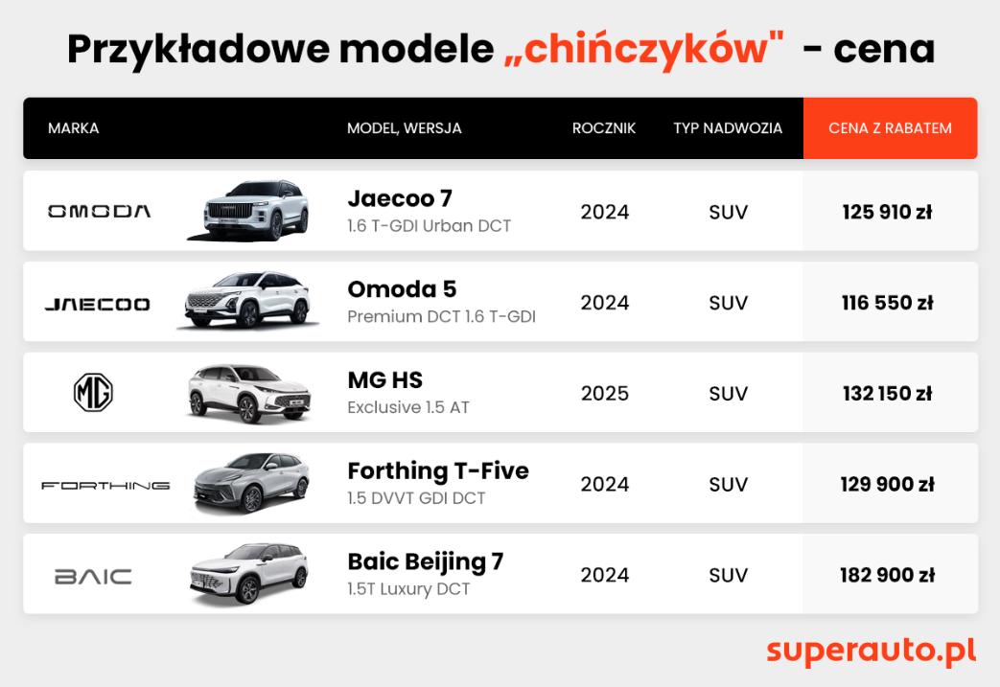 Przykładowe modele „chińczyków" - cena
MARKA MODEL, WERSJA ROCZNIK TYP NADWOZIA CENA Z RABATEM
OMODA Jaecoo 7 2024 SUV 125 910 zł
1.6 T-GDI Urban DCT
JAECOO Omoda 5 2024 SUV 116 550 zł
Premium DCT 1.6 T-GDI
MG MG HS 2025 SUV 132 150 zł
Exclusive 1.5 AT
FORTHING Forthing T-Five 2024 SUV 129 900 zł
1.5 DVVT GDI DCT
BAIC Baic Beijing 7 2024 SUV 182 900 zł
1.5T Luxury DCT
superauto.pl